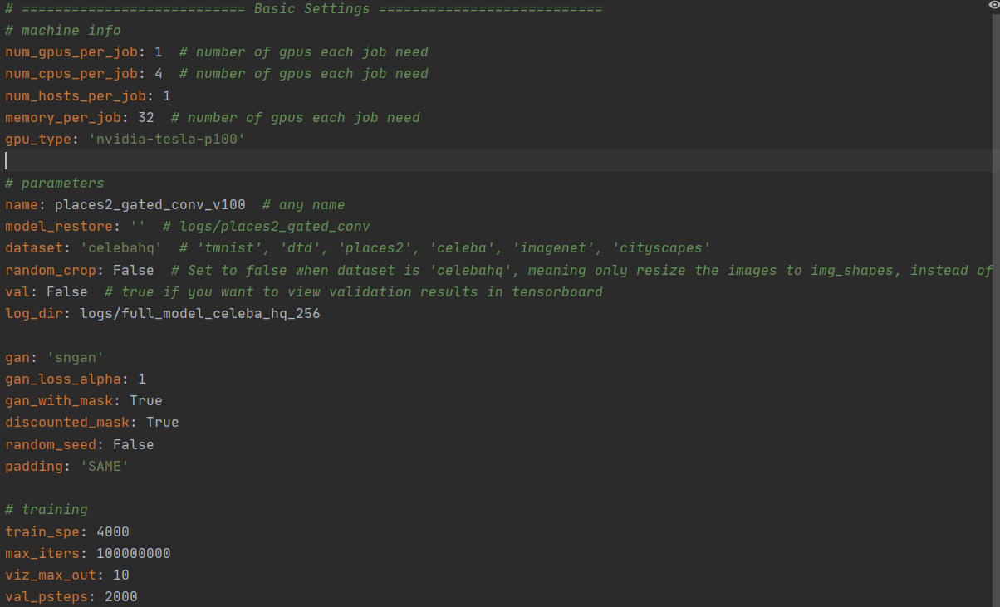 # =========================== Basic Settings ===========================
# machine info
num_gpus_per_job: 1  # number of gpus each job need
num_cpus_per_job: 4  # number of gpus each job need
num_hosts_per_job: 1
memory_per_job: 32  # number of gpus each job need
gpu_type: 'nvidia-tesla-p100'
# parameters
name: places2_gated_conv_v100  # any name
model_restore: ''  # logs/places2_gated_conv
dataset: 'celebahq'  # 'tmnist', 'dtd', 'places2', 'celeba', 'imagenet', 'cityscapes'
random_crop: False  # Set to false when dataset is 'celebahq', meaning only resize the images to img_shapes, instead of
val: False  # true if you want to view validation results in tensorboard
log_dir: logs/full_model_celeba_hq_256
gan: 'sngan'
gan_loss_alpha: 1
gan_with_mask: True
discounted_mask: True
random_seed: False
padding: 'SAME'
# training
train_spe: 4000
max_iters: 100000000
viz_max_out: 10
val_psteps: 2000